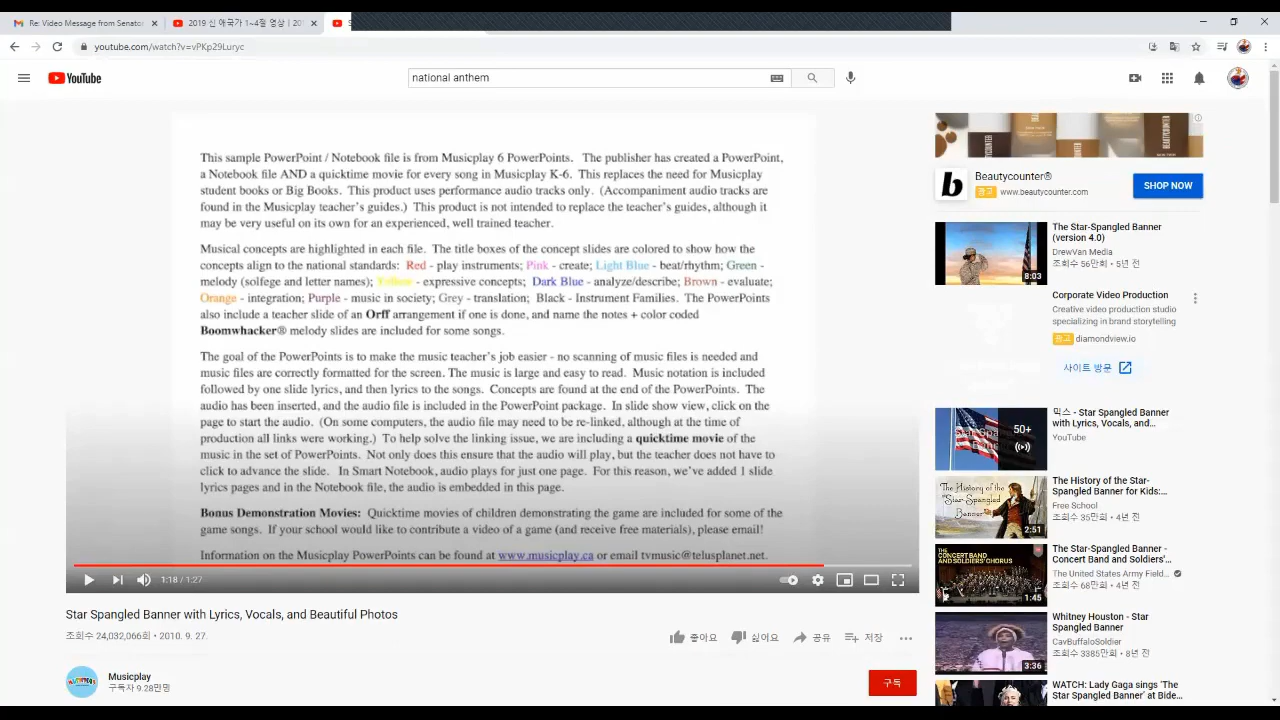 Re: Video Message from Senato
2019 신 애국가 1~4절 영상 | 20
youtube.com/watch?v=vPKp29Luryc
YouTube
national anthem
This sample PowerPoint / Notebook file is from Musicplay 6 PowerPoints. The publisher has created a PowerPoint,
a Notebook file AND a quicktime movie for every song in Musicplay K-6. This replaces the need for Musicplay
student books or Big Books. This product uses performance audio tracks only. (Accompaniment audio tracks are
found in the Musicplay teacher's guides.) This product is not intended to replace the teacher's guides, although it
may be very useful on its own for an experienced, well trained teacher.
Musical concepts are highlighted in each file. The title boxes of the concept slides are colored to show how the
concepts align to the national standards: Red - play instruments; Pink - create; Light Blue - beat/rhythm; Green -
melody (solfege and letter names); Yellow - expressive concepts; Dark Blue - analyze/describe; Brown - evaluate;
Orange - integration; Purple - music in society; Grey - translation; Black - Instrument Families. The PowerPoints
also include a teacher slide of an Orff arrangement if one is done, and name the notes + color coded
Boomwhacker® melody slides are included for some songs.
The goal of the PowerPoints is to make the music teacher's job easier - no scanning of music files is needed and
music files are correctly formatted for the screen. The music is large and easy to read. Music notation is included
followed by one slide lyrics, and then lyrics to the songs. Concepts are found at the end of the PowerPoints. The
audio has been inserted, and the audio file is included in the PowerPoint package. In slide show view, click on the
page to start the audio. (On some computers, the audio file may need to be re-linked, although at the time of
production all links were working.) To help solve the linking issue, we are including a quicktime movie of the
music in the set of PowerPoints. Not only does this ensure that the audio will play, but the teacher does not have to
click to advance the slide. In Smart Notebook, audio plays for just one page. For this reason, we've added 1 slide
lyrics pages and in the Notebook file, the audio is embedded in this page.
Bonus Demonstration Movies: Quicktime movies of children demonstrating the game are included for some of the
game songs. If your school would like to contribute a video of a game (and receive free materials), please email!
Information on the Musicplay PowerPoints can be found at www.musicplay.ca or email tvmusic@telusplanet.net.
1:18 / 1:27
Star Spangled Banner with Lyrics, Vocals, and Beautiful Photos
조회수 24,032,066회 • 2010. 9. 27.
좋아요 싫어요 공유 저장
Musicplay
구독자 9.28만명
구독
BEAUTYCOUNTER
b
Beautycounter®
광고 www.beautycounter.com
SHOP NOW
The Star-Spangled Banner
(version 4.0)
DrewVan Media
조회수 56만회 • 5년 전
8:03
Corporate Video Production
Creative video production studio
specializing in brand storytelling
광고 diamondview.io
사이트 방문
50+
믹스 - Star Spangled Banner
with Lyrics, Vocals, and...
YouTube
The History of the
Star-Spangled
Banner
2:51
The History of the Star-
Spangled Banner for Kids:...
Free School
조회수 35만회 • 4년 전
THE
CONCERT BAND
AND SOLDIERS' CHORUS
1:45
The Star-Spangled Banner -
Concert Band and Soldiers'...
The United States Army Field...
조회수 68만회 • 4년 전
3:36
Whitney Houston - Star
Spangled Banner
CavBuffaloSoldier
조회수 3385만회 • 8년 전
WATCH: Lady Gaga sings 'The
Star Spangled Banner' at Bide...